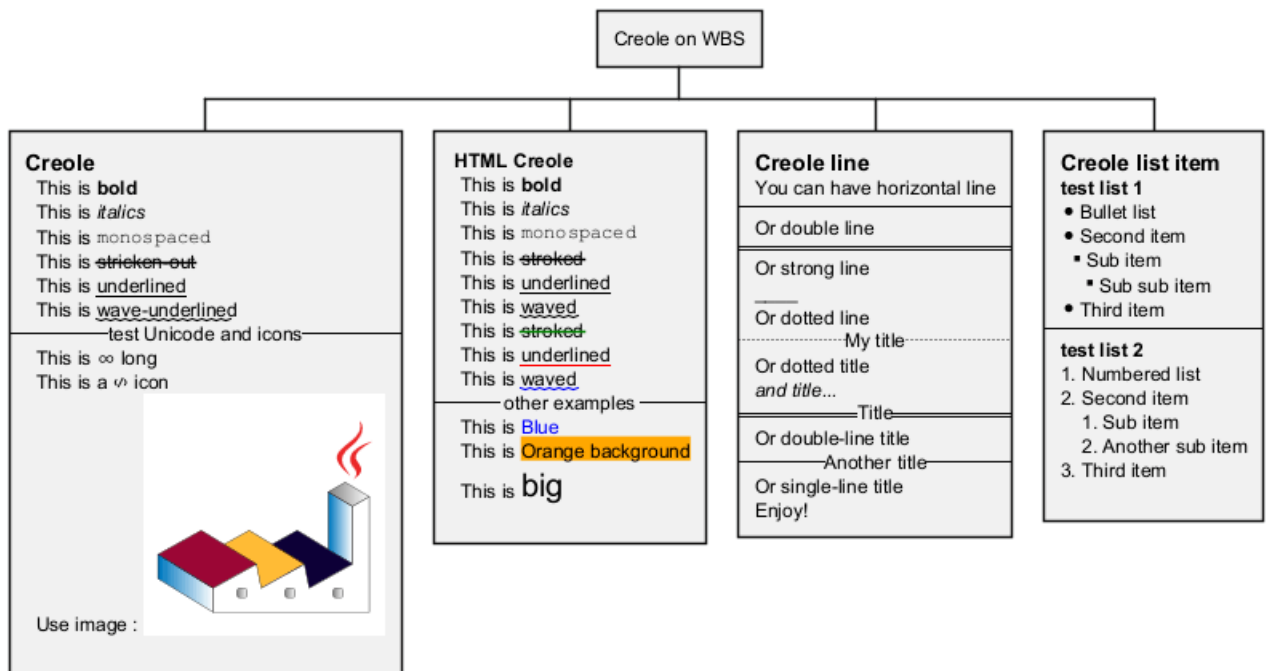 Creole on WBS
Creole
This is bold
This is italics
This is monospaced
This is stricken-out
This is underlined
This is wave-underlined
test Unicode and icons
This is ∞ long
This is a icon
Use image :
HTML Creole
This is bold
This is italics
This is monospaced
This is stroked
This is underlined
This is waved
This is stroked
This is underlined
This is waved
other examples
This is Blue
This is Orange background
This is big
Creole line
You can have horizontal line
Or double line
Or strong line
____
Or dotted line
My title
Or dotted title
and title...
Title
Or double-line title
Another title
Or single-line title
Enjoy!
Creole list item
test list 1
• Bullet list
• Second item
▪ Sub item
▪ Sub sub item
• Third item
test list 2
1. Numbered list
2. Second item
1. Sub item
2. Another sub item
3. Third item